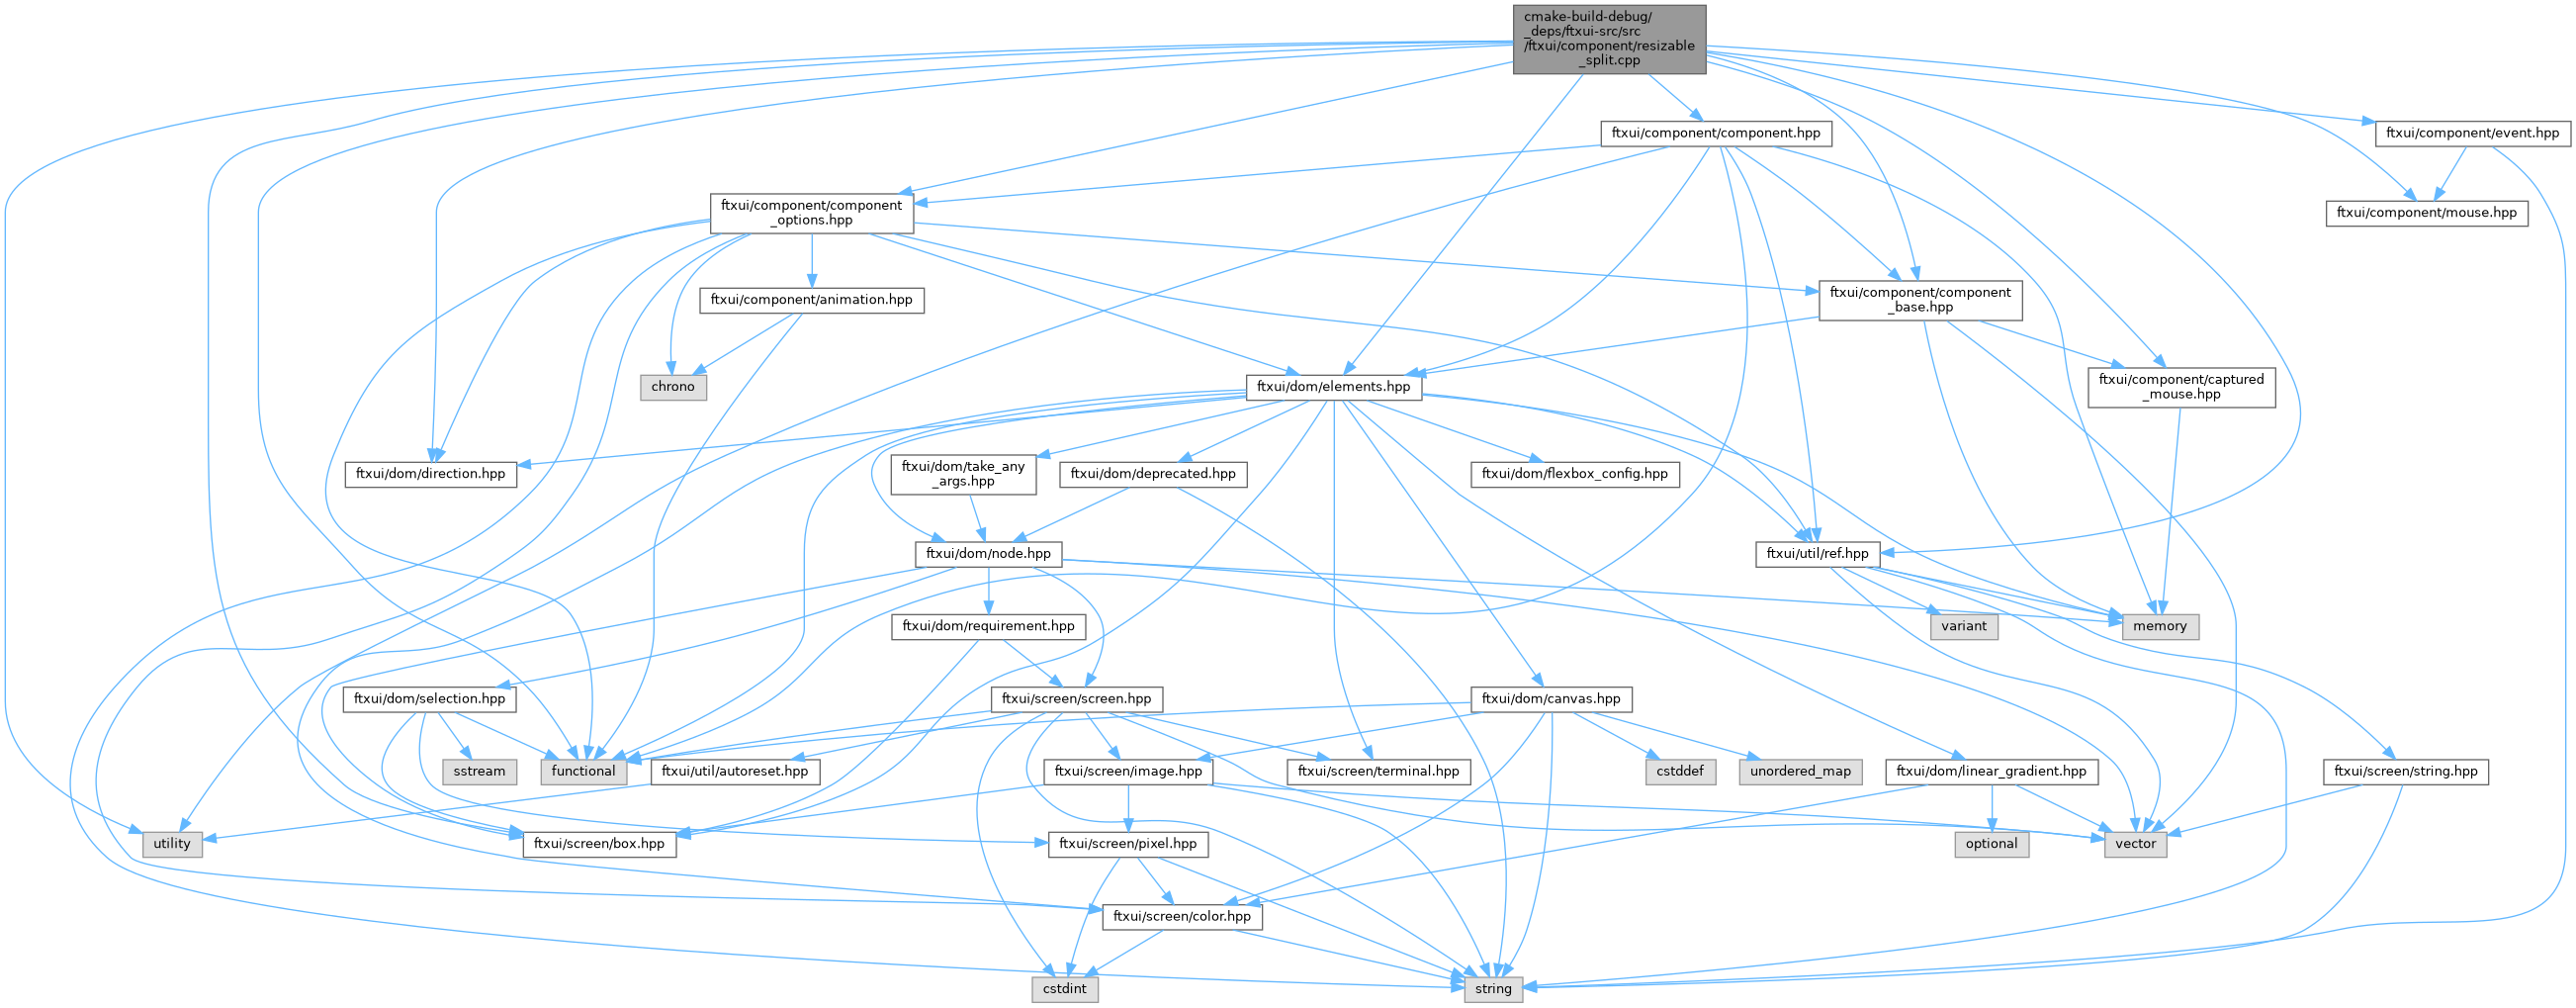 cmake-build-debug/
_deps/ftxui-src/src
/ftxui/component/resizable
_split.cpp
ftxui/component/component.hpp
ftxui/component/event.hpp
ftxui/component/component
_options.hpp
ftxui/component/mouse.hpp
ftxui/component/animation.hpp
ftxui/component/component
_base.hpp
chrono
ftxui/dom/elements.hpp
ftxui/component/captured
_mouse.hpp
ftxui/dom/direction.hpp
ftxui/dom/take_any
_args.hpp
ftxui/dom/deprecated.hpp
ftxui/dom/flexbox_config.hpp
ftxui/dom/node.hpp
ftxui/util/ref.hpp
ftxui/dom/requirement.hpp
variant
memory
ftxui/dom/selection.hpp
ftxui/screen/screen.hpp
ftxui/dom/canvas.hpp
sstream
functional
ftxui/util/autoreset.hpp
ftxui/screen/image.hpp
ftxui/screen/terminal.hpp
cstddef
unordered_map
ftxui/dom/linear_gradient.hpp
ftxui/screen/string.hpp
utility
ftxui/screen/box.hpp
ftxui/screen/pixel.hpp
optional
vector
ftxui/screen/color.hpp
cstdint
string